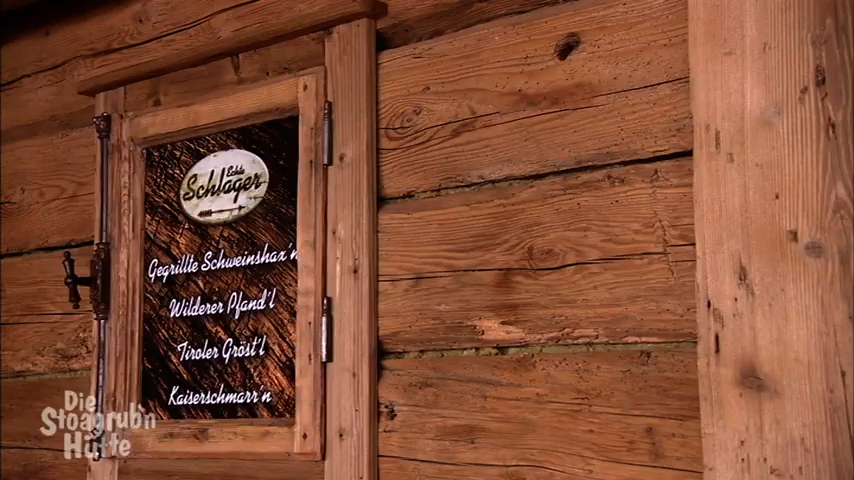 Echte
Schlager
Gegrillte Schweinshax'n
Wilderer Pfand'l
Tiroler Gröst'l
Kaiserschmarr'n
Die
Stoagrub'n
Hütte